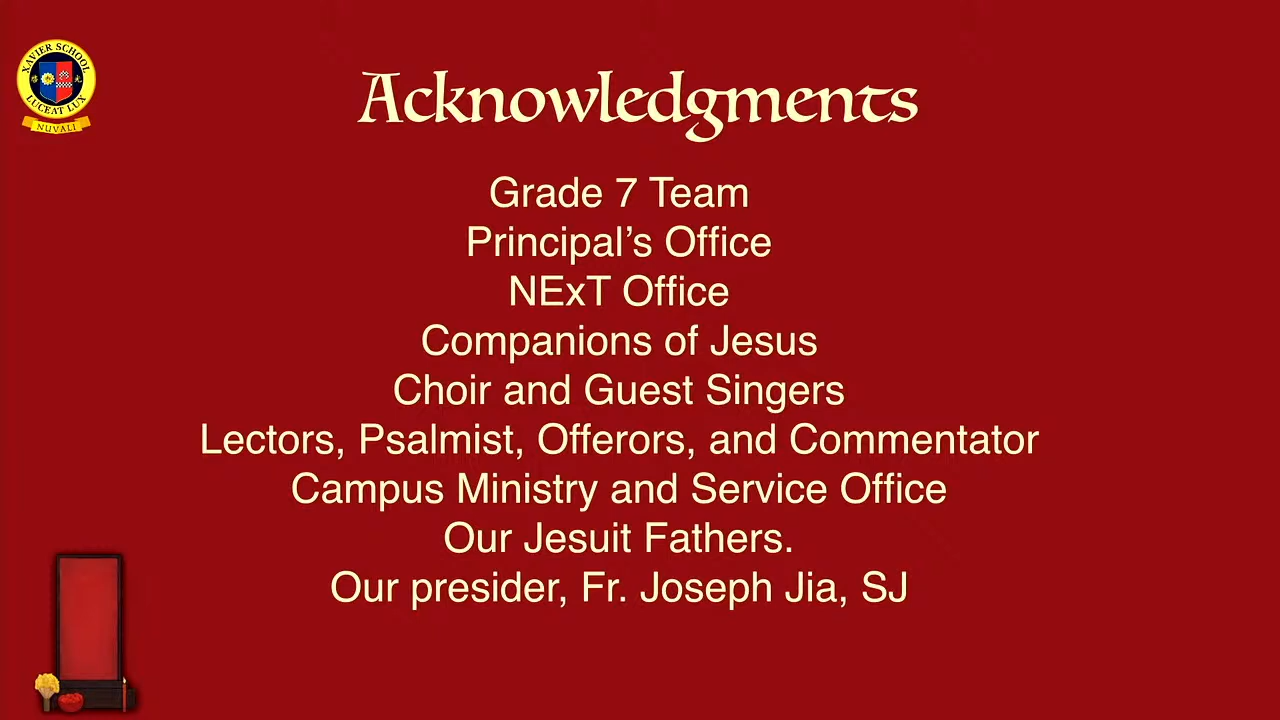 XAVIER SCHOOL
LUCEAT LUX
NUVALI
Acknowledgments
Grade 7 Team
Principal’s Office
NExT Office
Companions of Jesus
Choir and Guest Singers
Lectors, Psalmist, Offerors, and Commentator
Campus Ministry and Service Office
Our Jesuit Fathers.
Our presider, Fr. Joseph Jia, SJ